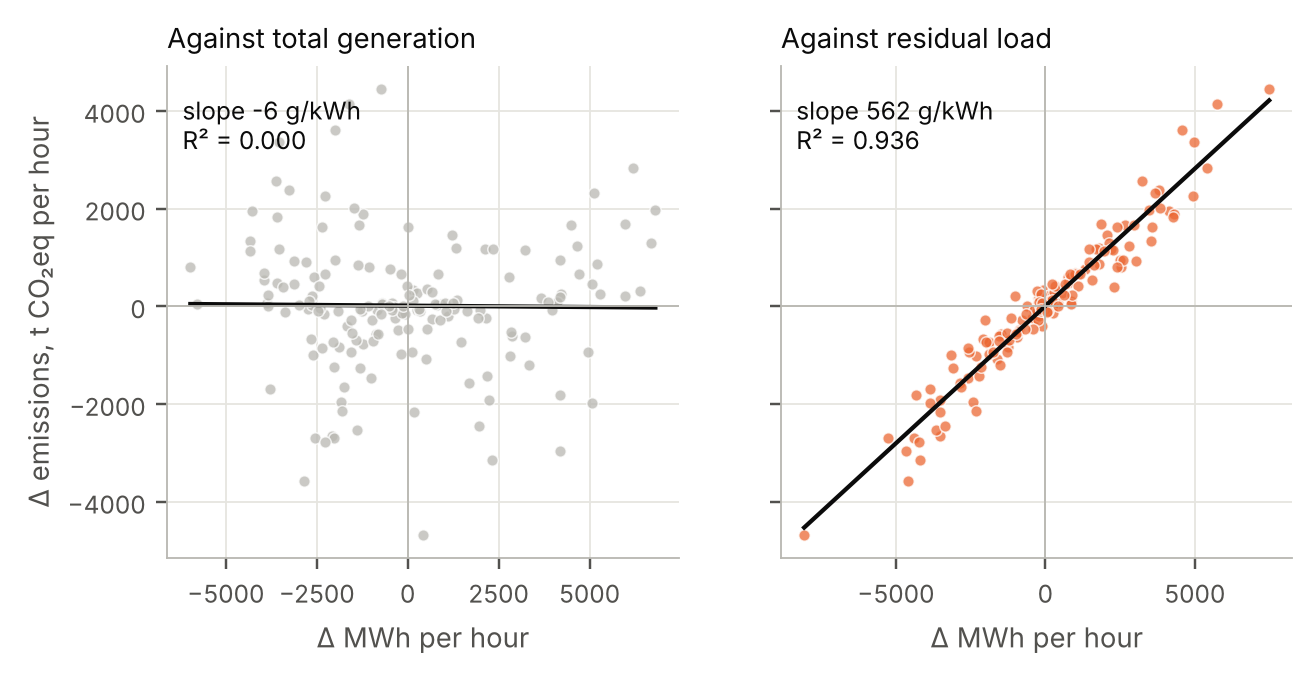 Against total generation
Against residual load
slope -6 g/kWh
R² = 0.000
slope 562 g/kWh
R² = 0.936
Δ emissions, t CO₂eq per hour
4000
2000
0
−2000
−4000
−5000 −2500 0 2500 5000
−5000 0 5000
Δ MWh per hour
Δ MWh per hour